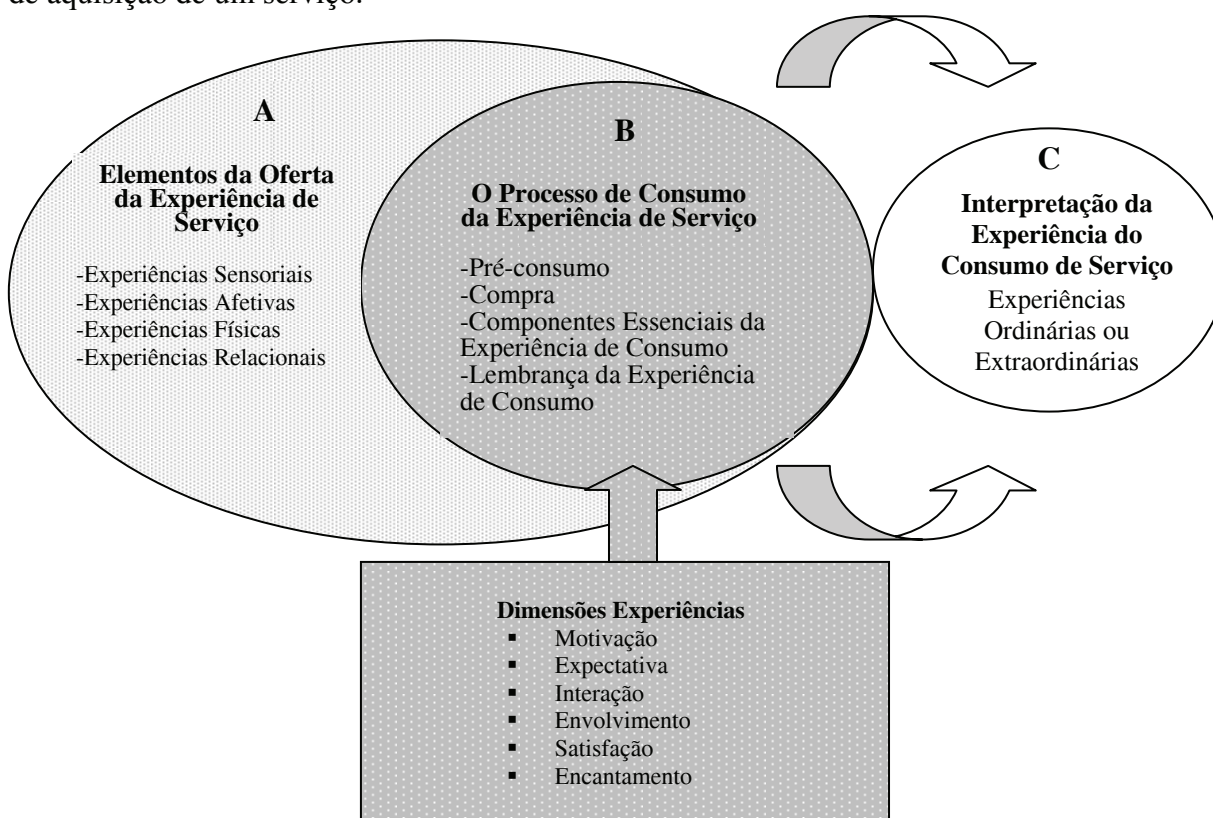 de aquisição de um serviço.
A
Elementos da Oferta
da Experiência de
Serviço
-Experiências Sensoriais
-Experiências Afetivas
-Experiências Físicas
-Experiências Relacionais
B
O Processo de Consumo
da Experiência de Serviço
-Pré-consumo
-Compra
-Componentes Essenciais da
Experiência de Consumo
-Lembrança da Experiência
de Consumo
C
Interpretação da
Experiência do
Consumo de Serviço
Experiências
Ordinárias ou
Extraordinárias
Dimensões Experiências
▪ Motivação
▪ Expectativa
▪ Interação
▪ Envolvimento
▪ Satisfação
▪ Encantamento